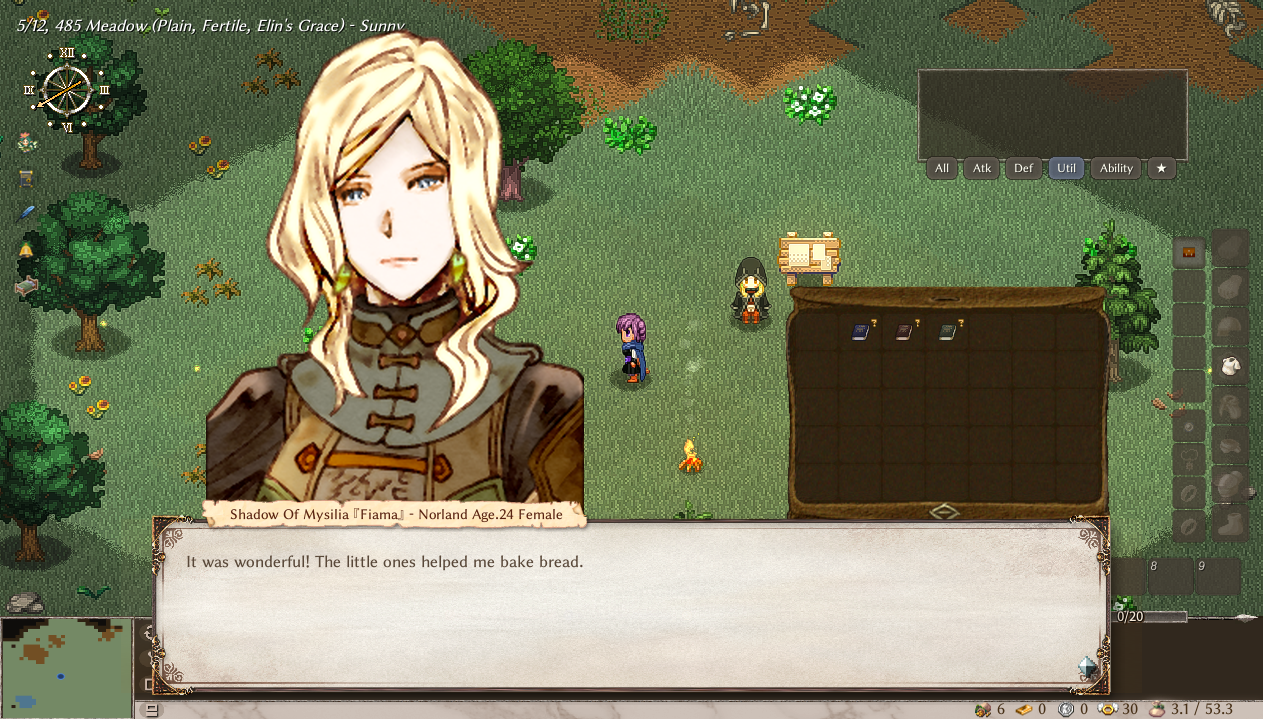 5/12, 485 Meadow (Plain, Fertile, Elin's Grace) - Sunny
XII
IX
III
VI
All Atk Def Util Ability ★
? ? ?
Shadow Of Mysilia『Fiama』 - Norland Age.24 Female
It was wonderful! The little ones helped me bake bread.
8 9
0/20
6 0 0 30 3.1 / 53.3